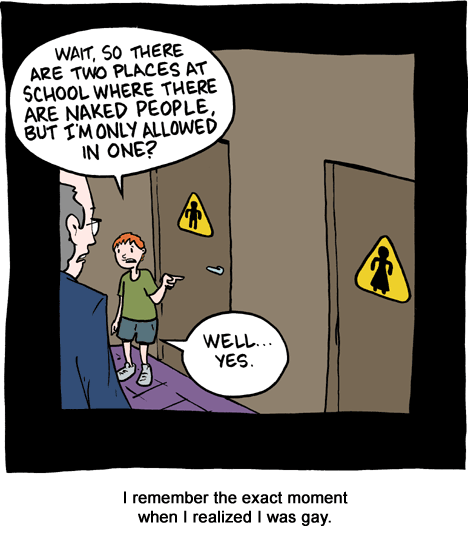 WAIT, SO THERE
ARE TWO PLACES AT
SCHOOL WHERE THERE
ARE NAKED PEOPLE,
BUT I'M ONLY ALLOWED
IN ONE?
WELL...
YES.
I remember the exact moment
when I realized I was gay.